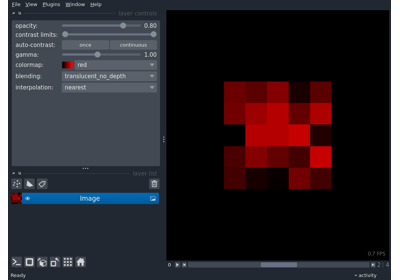 File View Plugins Window Help
layer controls
opacity: 0.80
contrast limits:
auto-contrast: once continuous
gamma: 1.00
colormap: red
blending: translucent_no_depth
interpolation: nearest
layer list
Image
0.7 FPS
0 2 4
Ready activity